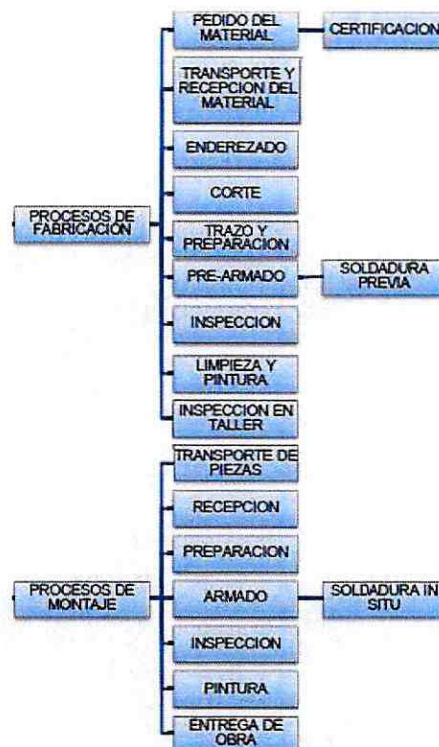 PEDIDO DEL
MATERIAL
CERTIFICACION
TRANSPORTE Y
RECEPCION DEL
MATERIAL
ENDEREZADO
CORTE
PROCESOS DE
FABRICACIÓN
TRAZO Y
PREPARACION
PRE-ARMADO
SOLDADURA
PREVIA
INSPECCION
LIMPIEZA Y
PINTURA
INSPECCION EN
TALLER
TRANSPORTE DE
PIEZAS
RECEPCION
PREPARACION
PROCESOS DE
MONTAJE
ARMADO
SOLDADURA IN
SITU
INSPECCION
PINTURA
ENTREGA DE
OBRA